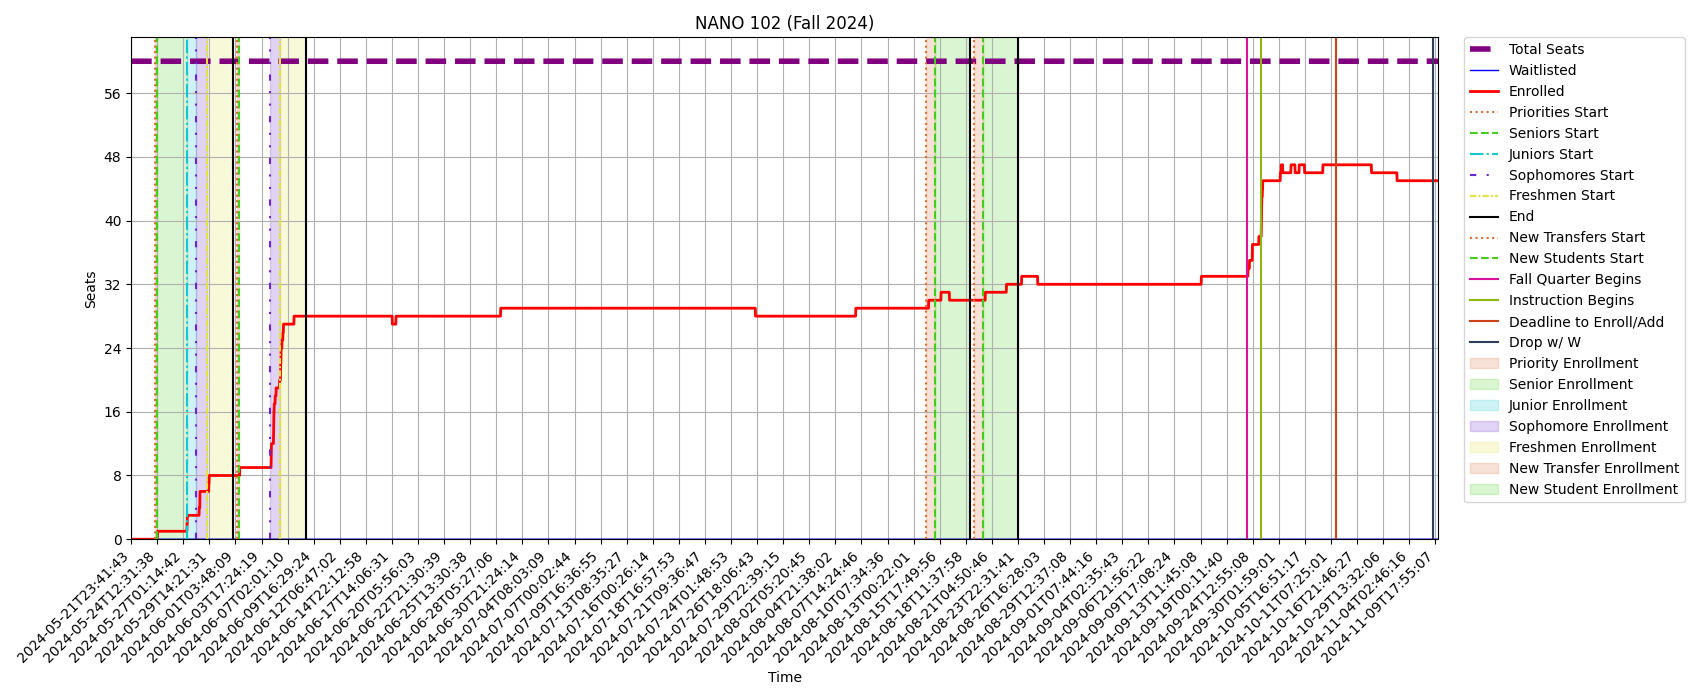 NANO 102 (Fall 2024)
Seats
56
48
40
32
24
16
8
0
2024-05-21T23:41:43
2024-05-24T12:31:38
2024-05-27T01:14:42
2024-05-29T14:21:31
2024-06-01T03:48:09
2024-06-03T17:24:19
2024-06-07T02:01:10
2024-06-09T16:29:24
2024-06-12T06:47:02
2024-06-14T22:12:58
2024-06-17T14:06:31
2024-06-20T05:56:03
2024-06-22T21:30:39
2024-06-25T13:30:38
2024-06-28T05:27:06
2024-06-30T21:24:14
2024-07-04T08:03:09
2024-07-07T00:02:44
2024-07-09T16:36:55
2024-07-13T08:35:27
2024-07-16T00:26:14
2024-07-18T16:57:53
2024-07-21T09:36:47
2024-07-24T01:48:53
2024-07-26T18:06:43
2024-07-29T22:39:15
2024-08-02T05:20:45
2024-08-04T21:38:02
2024-08-07T14:24:46
2024-08-10T07:34:36
2024-08-13T00:22:01
2024-08-15T17:49:56
2024-08-18T11:37:58
2024-08-21T04:50:46
2024-08-23T22:31:41
2024-08-26T16:28:03
2024-08-29T12:37:08
2024-09-01T07:44:16
2024-09-04T02:35:43
2024-09-06T21:56:22
2024-09-09T17:08:24
2024-09-13T11:45:08
2024-09-19T00:11:40
2024-09-24T12:55:08
2024-09-30T01:59:01
2024-10-05T16:51:17
2024-10-11T07:25:01
2024-10-16T21:46:27
2024-10-29T13:32:06
2024-11-04T02:46:16
2024-11-09T17:55:07
Time
Total Seats
Waitlisted
Enrolled
Priorities Start
Seniors Start
Juniors Start
Sophomores Start
Freshmen Start
End
New Transfers Start
New Students Start
Fall Quarter Begins
Instruction Begins
Deadline to Enroll/Add
Drop w/ W
Priority Enrollment
Senior Enrollment
Junior Enrollment
Sophomore Enrollment
Freshmen Enrollment
New Transfer Enrollment
New Student Enrollment